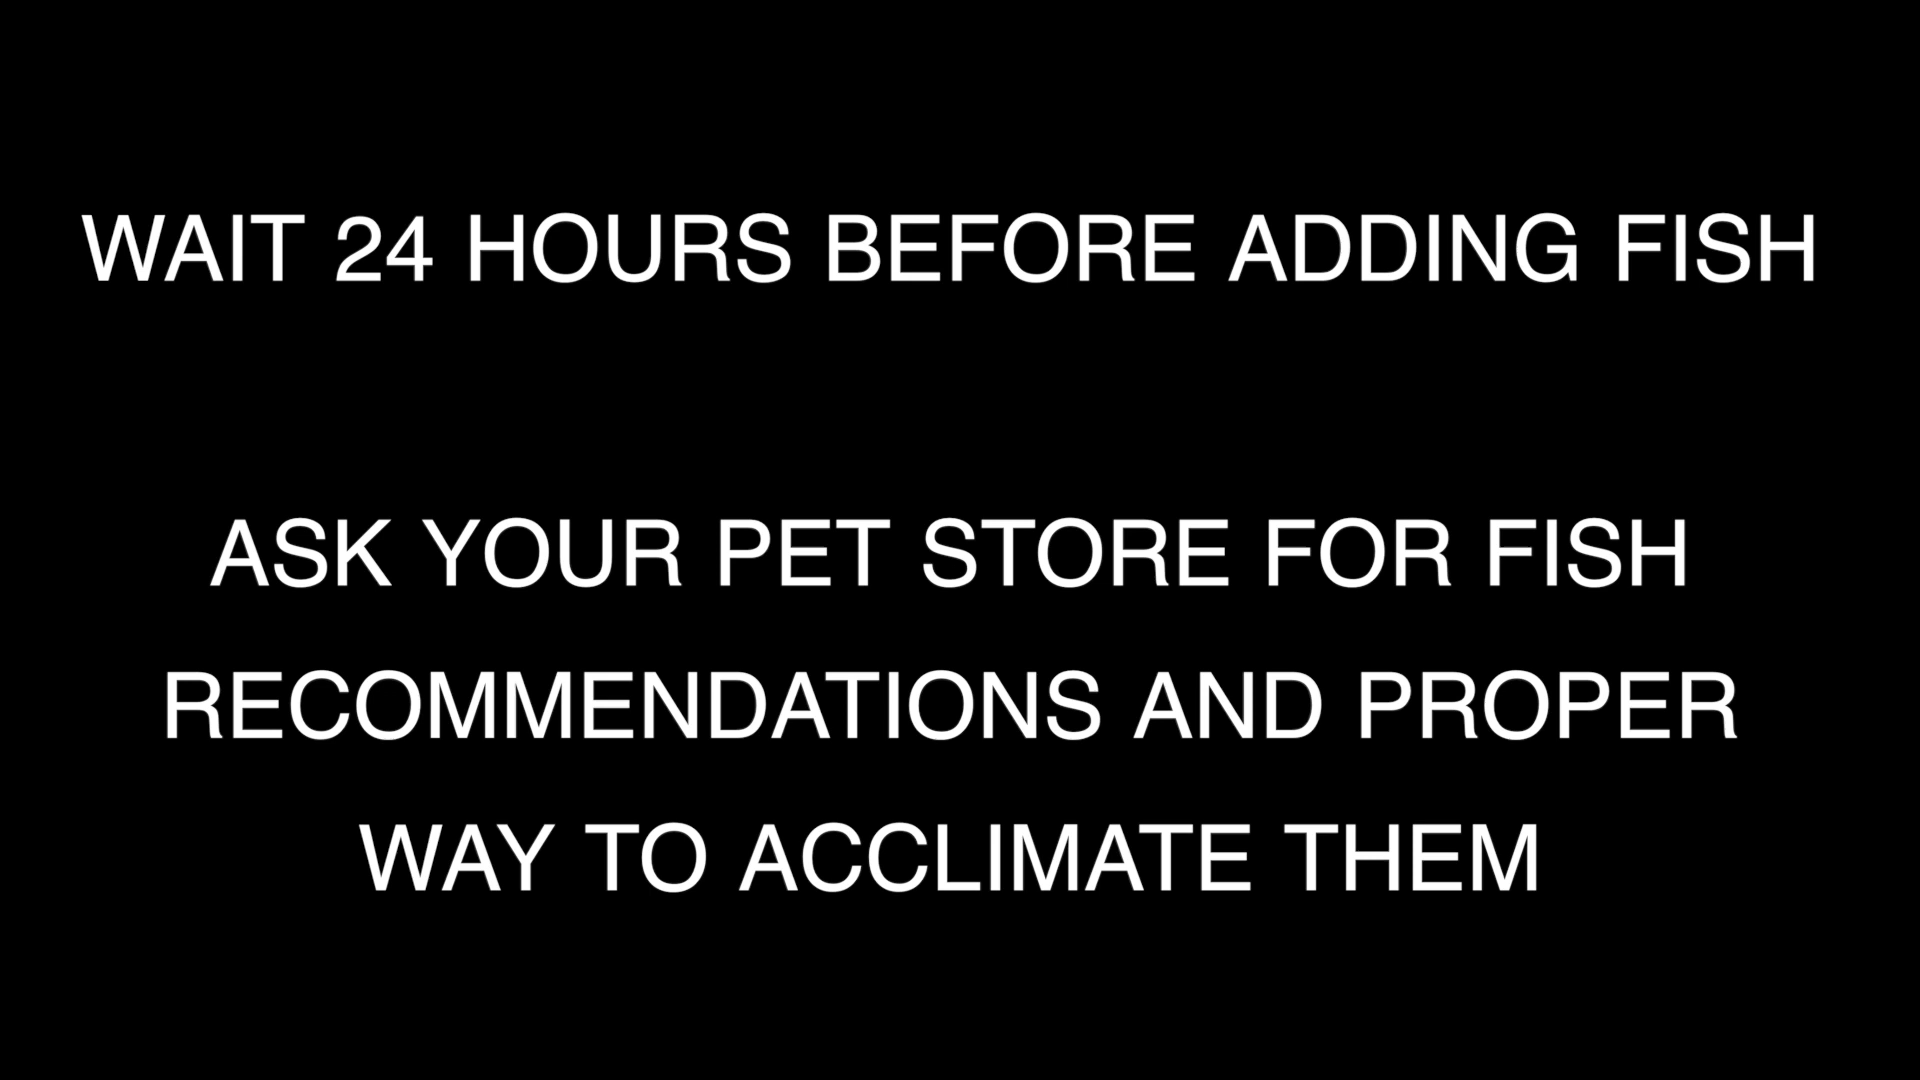 WAIT 24 HOURS BEFORE ADDING FISH
ASK YOUR PET STORE FOR FISH
RECOMMENDATIONS AND PROPER
WAY TO ACCLIMATE THEM